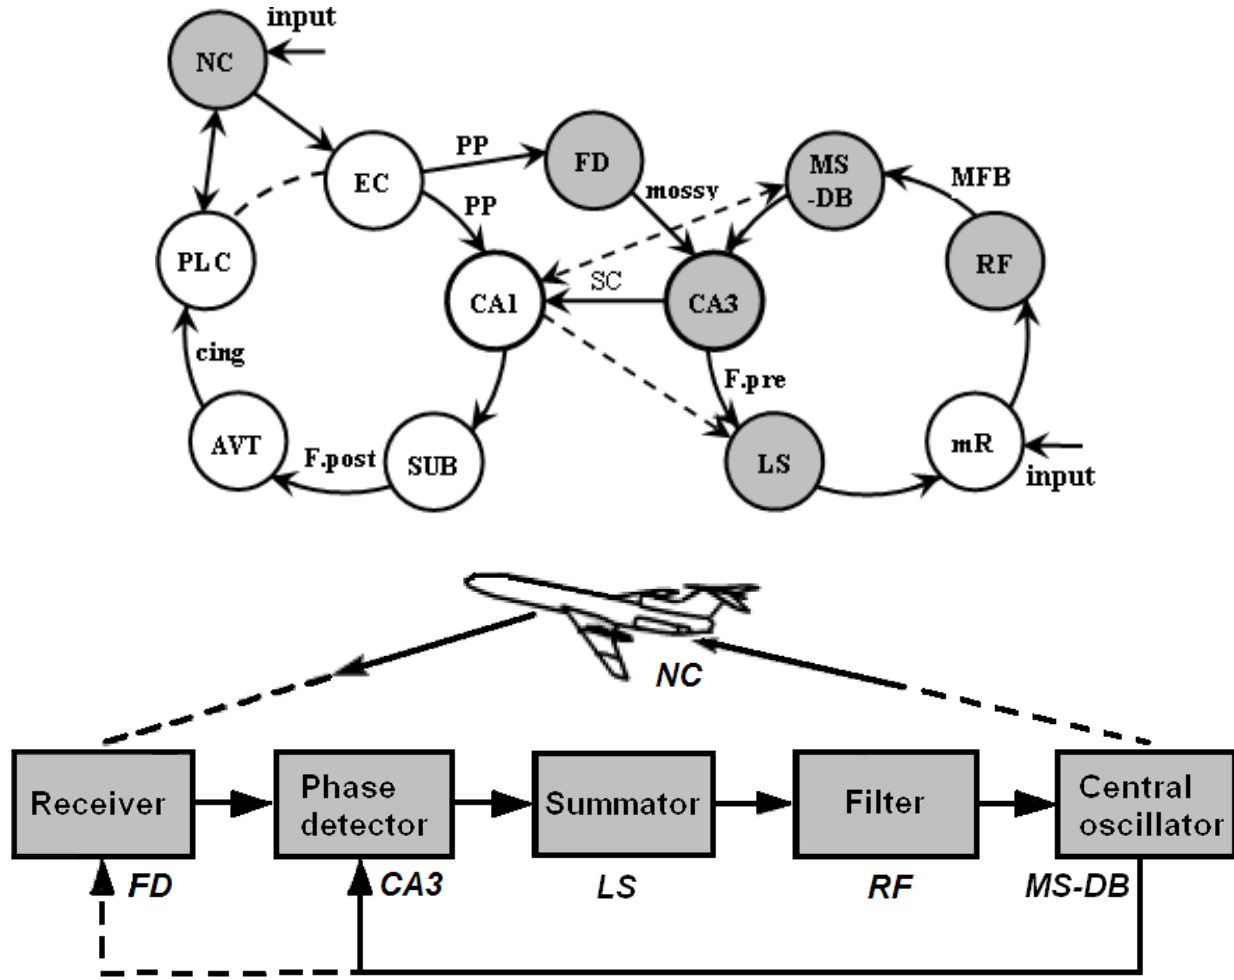 input
NC
PP
FD
MS
-DB
MFB
EC
mossy
PP
PLC
RF
SC
CA1
CA3
cing
F.pre
AVT
F.post
SUB
LS
mR
input
NC
Receiver
Phase
detector
Summator
Filter
Central
oscillator
FD
CA3
LS
RF
MS-DB